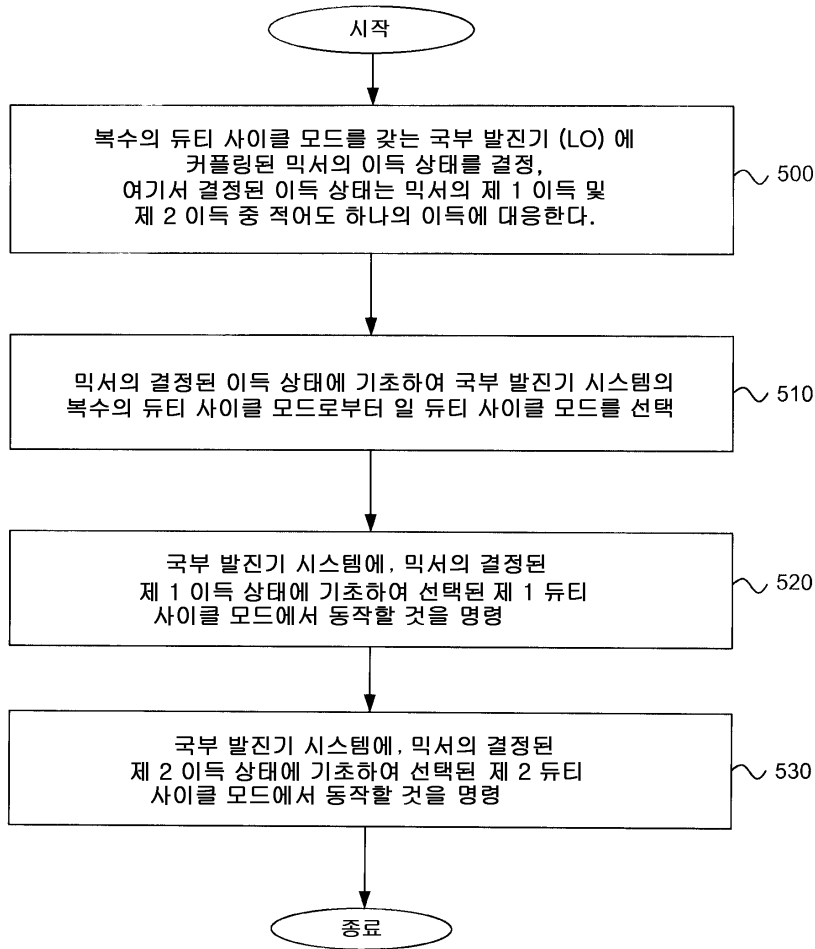 시작
복수의 듀티 사이클 모드를 갖는 국부 발진기 (LO) 에
커플링된 믹서의 이득 상태를 결정,
여기서 결정된 이득 상태는 믹서의 제 1 이득 및
제 2 이득 중 적어도 하나의 이득에 대응한다.
500
믹서의 결정된 이득 상태에 기초하여 국부 발진기 시스템의
복수의 듀티 사이클 모드로부터 일 듀티 사이클 모드를 선택
510
국부 발진기 시스템에, 믹서의 결정된
제 1 이득 상태에 기초하여 선택된 제 1 듀티
사이클 모드에서 동작할 것을 명령
520
국부 발진기 시스템에, 믹서의 결정된
제 2 이득 상태에 기초하여 선택된 제 2 듀티
사이클 모드에서 동작할 것을 명령
530
종료